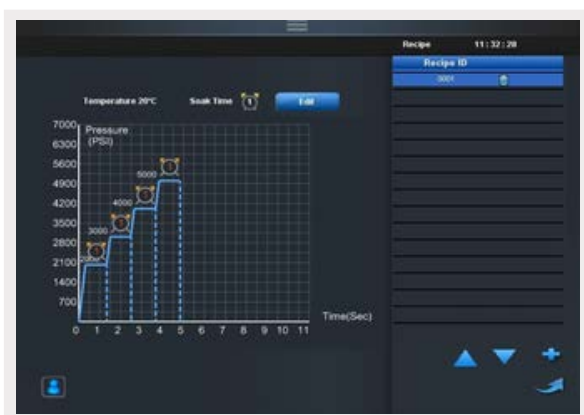 Recipe 11:32:28
Recipe ID
0001
Temperature 20°C Soak Time 1 Edit
7000 Pressure
6300 (PSI)
5600
5000
4900
4200 4000
3500
3000
2800
2100 2000
1400
700
Time(Sec)
0 1 2 3 4 5 6 7 8 9 10 11